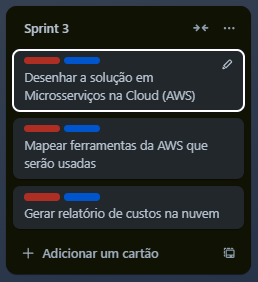 Sprint 3
Desenhar a solução em
Microsserviços na Cloud (AWS)
Mapear ferramentas da AWS que
serão usadas
Gerar relatório de custos na nuvem
Adicionar um cartão